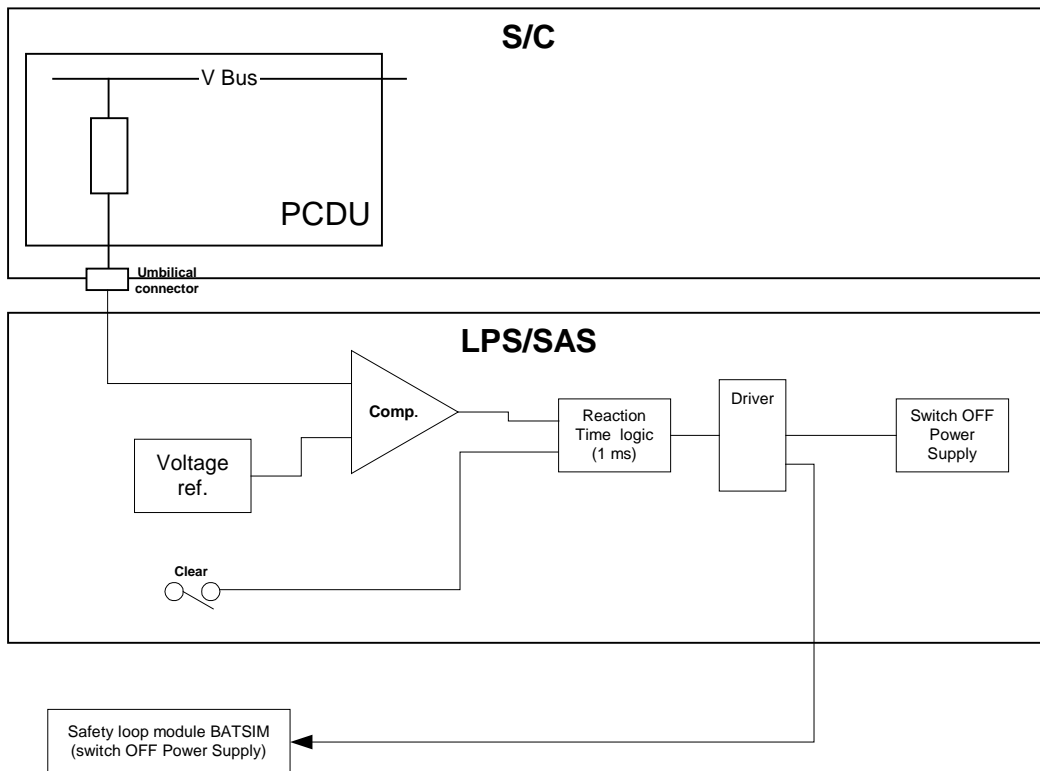 S/C
V Bus
PCDU
Umbilical
connector
LPS/SAS
Comp.
Reaction
Time logic
(1 ms)
Driver
Switch OFF
Power
Supply
Voltage
ref.
Clear
Safety loop module BATSIM
(switch OFF Power Supply)